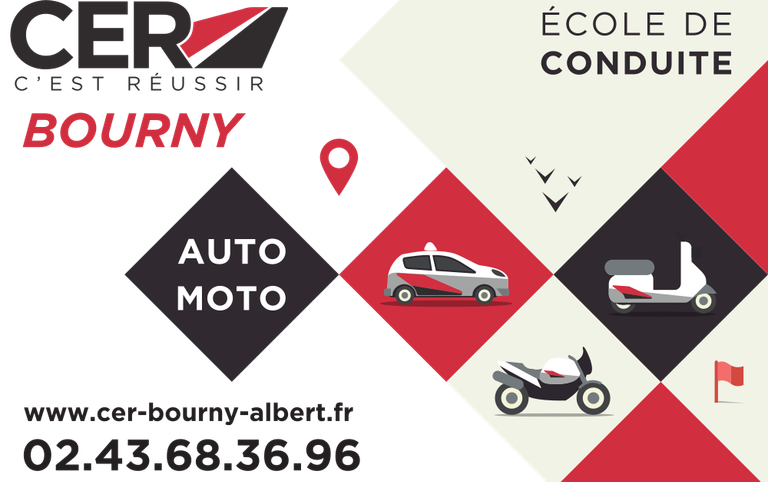 CER
C'EST RÉUSSIR
BOURNY
ÉCOLE DE
CONDUITE
AUTO
MOTO
www.cer-bourny-albert.fr
02.43.68.36.96